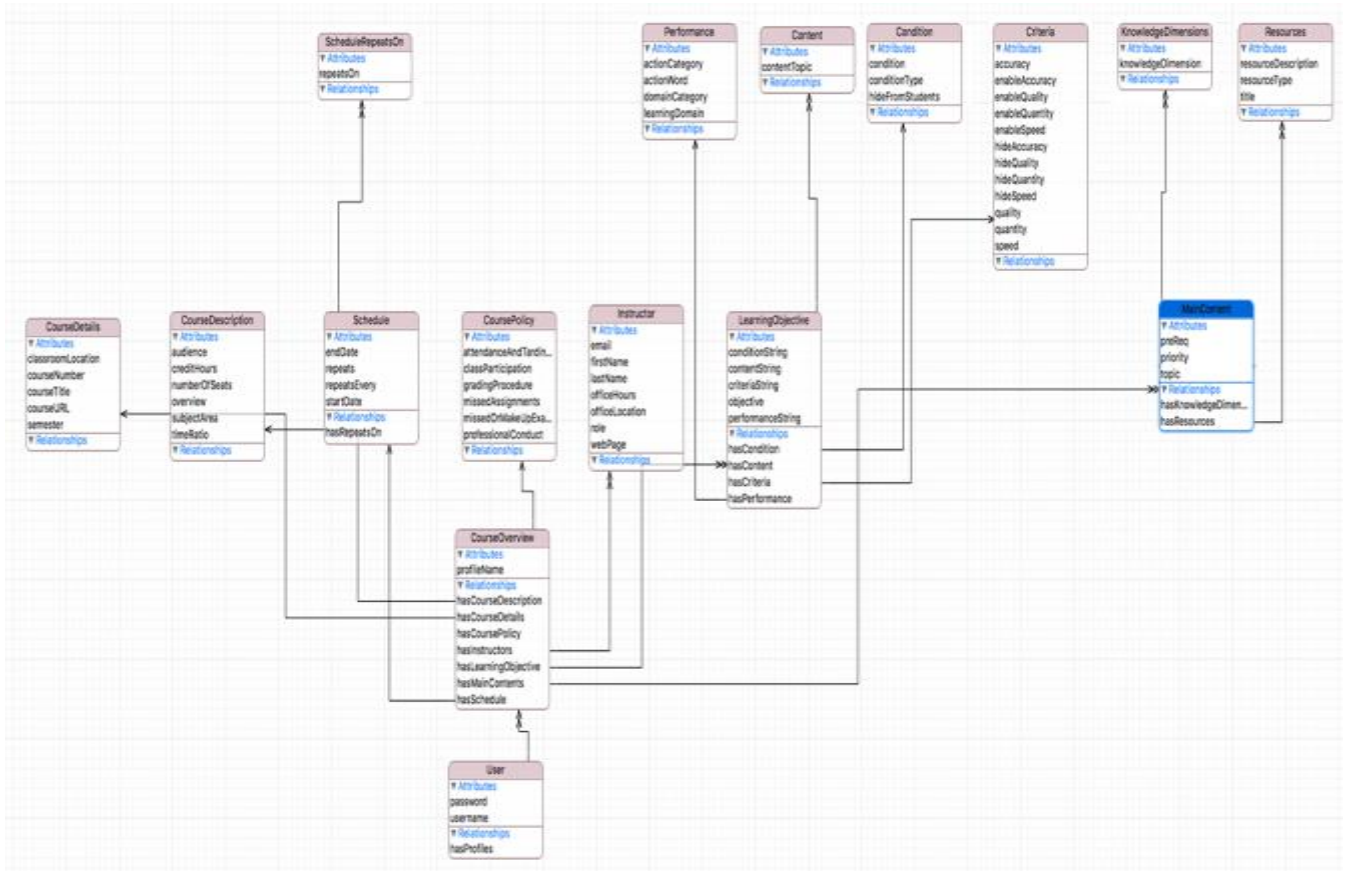 ScheduleRepeatsOn
Attributes
repeatsOn
Relationships
Performance
Attributes
actionCategory
actionWord
domainCategory
learningDomain
Relationships
Content
Attributes
contentTopic
Relationships
Condition
Attributes
condition
conditionType
hideFromStudents
Relationships
Criteria
Attributes
accuracy
enableAccuracy
enableQuality
enableQuantity
enableSpeed
hideAccuracy
hideQuality
hideQuantity
hideSpeed
quality
quantity
speed
Relationships
KnowledgeDimensions
Attributes
knowledgeDimension
Relationships
Resources
Attributes
resourceDescription
resourceType
title
Relationships
CourseDetails
Attributes
classroomLocation
courseNumber
courseTitle
courseURL
semester
Relationships
CourseDescription
Attributes
audience
creditHours
numberOfSeats
overview
subjectArea
timeRatio
Relationships
Schedule
Attributes
endDate
repeats
repeatsEvery
startDate
Relationships
hasRepeatsOn
CoursePolicy
Attributes
attendanceAndTardin...
classParticipation
gradingProcedure
missedAssignments
missedOrMakeUpExa...
professionalConduct
Relationships
Instructor
Attributes
email
firstName
lastName
officeHours
officeLocation
role
webPage
Relationships
LearningObjective
Attributes
conditionString
contentString
criteriaString
objective
performanceString
Relationships
hasCondition
hasContent
hasCriteria
hasPerformance
MainContent
Attributes
preReq
priority
topic
Relationships
hasKnowledgeDimen...
hasResources
CourseOverview
Attributes
profileName
Relationships
hasCourseDescription
hasCourseDetails
hasCoursePolicy
hasInstructors
hasLearningObjective
hasMainContents
hasSchedule
User
Attributes
password
username
Relationships
hasProfiles